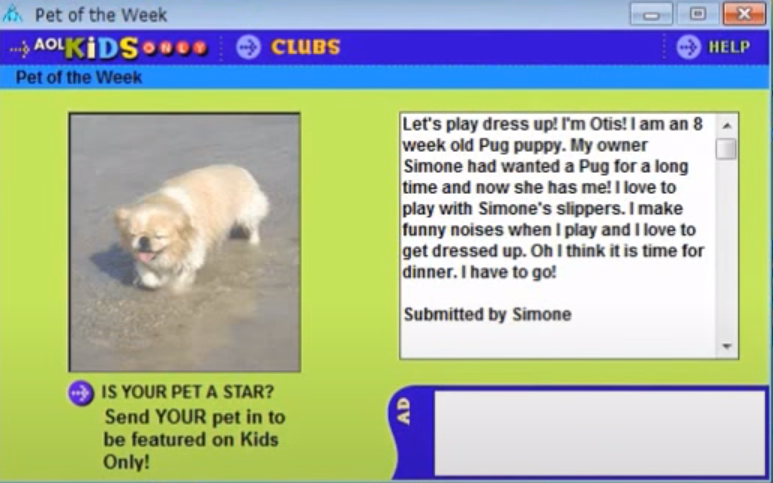 Pet of the Week
AOL KiDS ONLY CLUBS HELP
Pet of the Week
Let's play dress up! I'm Otis! I am an 8
week old Pug puppy. My owner
Simone had wanted a Pug for a long
time and now she has me! I love to
play with Simone's slippers. I make
funny noises when I play and I love to
get dressed up. Oh I think it is time for
dinner. I have to go!
Submitted by Simone
IS YOUR PET A STAR?
Send YOUR pet in to
be featured on Kids
Only!
AD